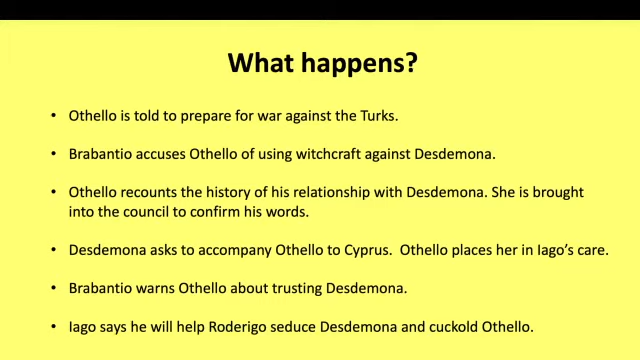 What happens?
• Othello is told to prepare for war against the Turks.
• Brabantio accuses Othello of using witchcraft against Desdemona.
• Othello recounts the history of his relationship with Desdemona. She is brought
into the council to confirm his words.
• Desdemona asks to accompany Othello to Cyprus.  Othello places her in Iago’s care.
• Brabantio warns Othello about trusting Desdemona.
• Iago says he will help Roderigo seduce Desdemona and cuckold Othello.